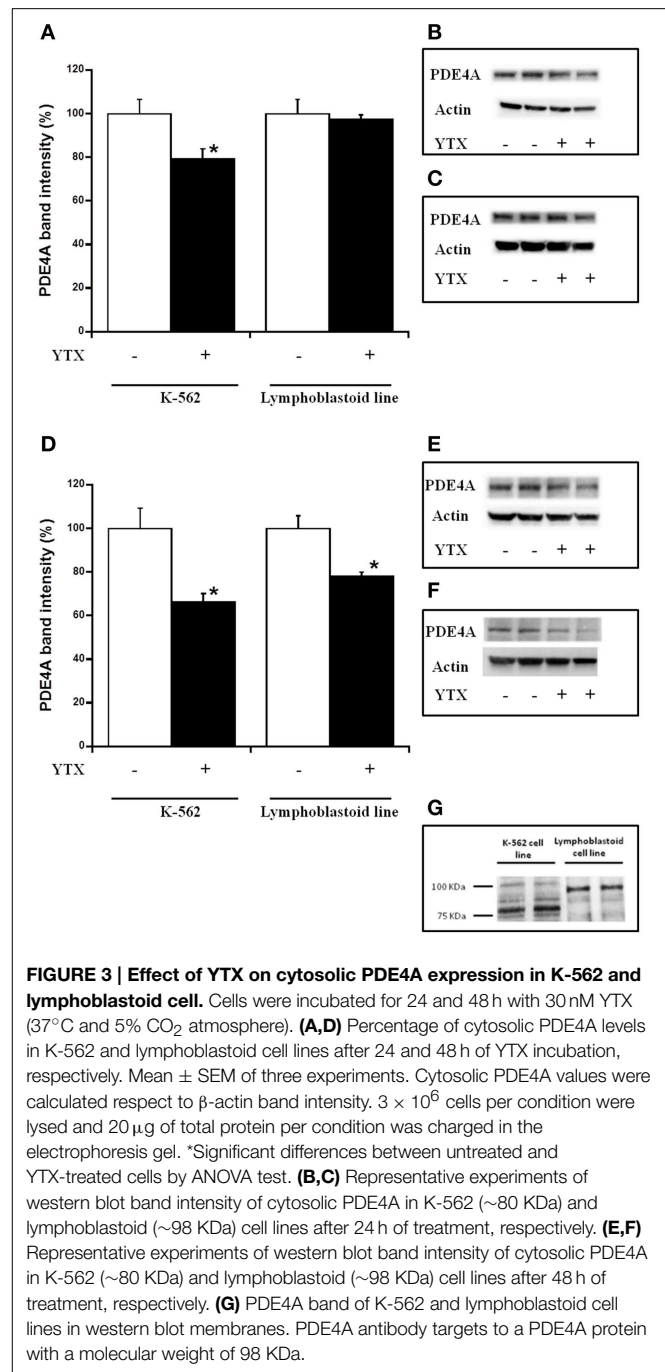 A
120
100
80
60
40
20
0
PDE4A band intensity (%)
*
YTX - + - +
K-562 Lymphoblastoid line
B
PDE4A
Actin
YTX - - + +
C
PDE4A
Actin
YTX - - + +
D
120
100
80
60
40
20
0
PDE4A band intensity (%)
* *
YTX - + - +
K-562 Lymphoblastoid line
E
PDE4A
Actin
YTX - - + +
F
PDE4A
Actin
YTX - - + +
G
K-562 cell line Lymphoblastoid cell line
100 KDa
75 KDa
FIGURE 3 | Effect of YTX on cytosolic PDE4A expression in K-562 and
lymphoblastoid cell. Cells were incubated for 24 and 48 h with 30 nM YTX
(37°C and 5% CO₂ atmosphere). (A,D) Percentage of cytosolic PDE4A levels
in K-562 and lymphoblastoid cell lines after 24 and 48 h of YTX incubation,
respectively. Mean ± SEM of three experiments. Cytosolic PDE4A values were
calculated respect to β-actin band intensity. 3 × 10⁶ cells per condition were
lysed and 20 μg of total protein per condition was charged in the
electrophoresis gel. *Significant differences between untreated and
YTX-treated cells by ANOVA test. (B,C) Representative experiments of
western blot band intensity of cytosolic PDE4A in K-562 (∼80 KDa) and
lymphoblastoid (∼98 KDa) cell lines after 24 h of treatment, respectively. (E,F)
Representative experiments of western blot band intensity of cytosolic PDE4A
in K-562 (∼80 KDa) and lymphoblastoid (∼98 KDa) cell lines after 48 h of
treatment, respectively. (G) PDE4A band of K-562 and lymphoblastoid cell
lines in western blot membranes. PDE4A antibody targets to a PDE4A protein
with a molecular weight of 98 KDa.